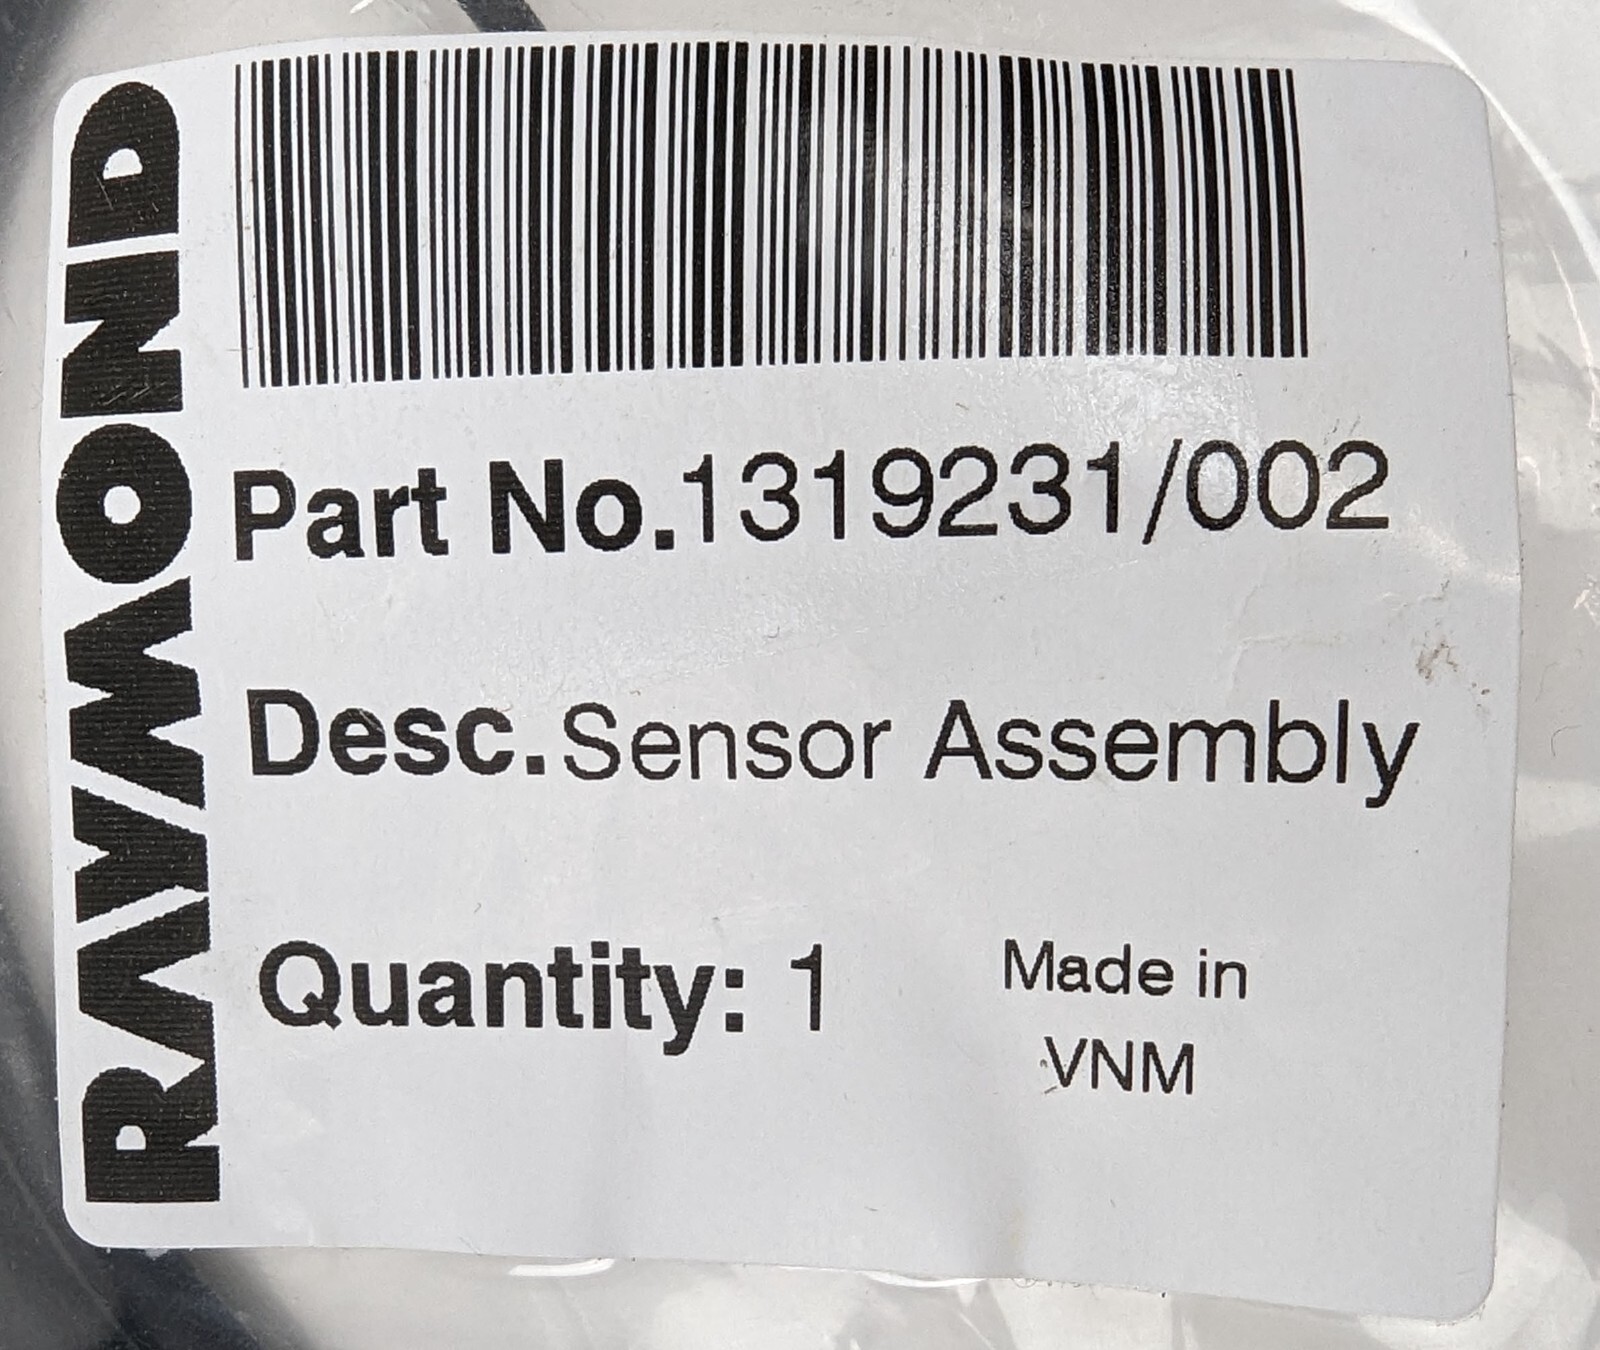 RAYMOND
Part No.1319231/002
Desc.Sensor Assembly
Quantity: 1
Made in
VNM